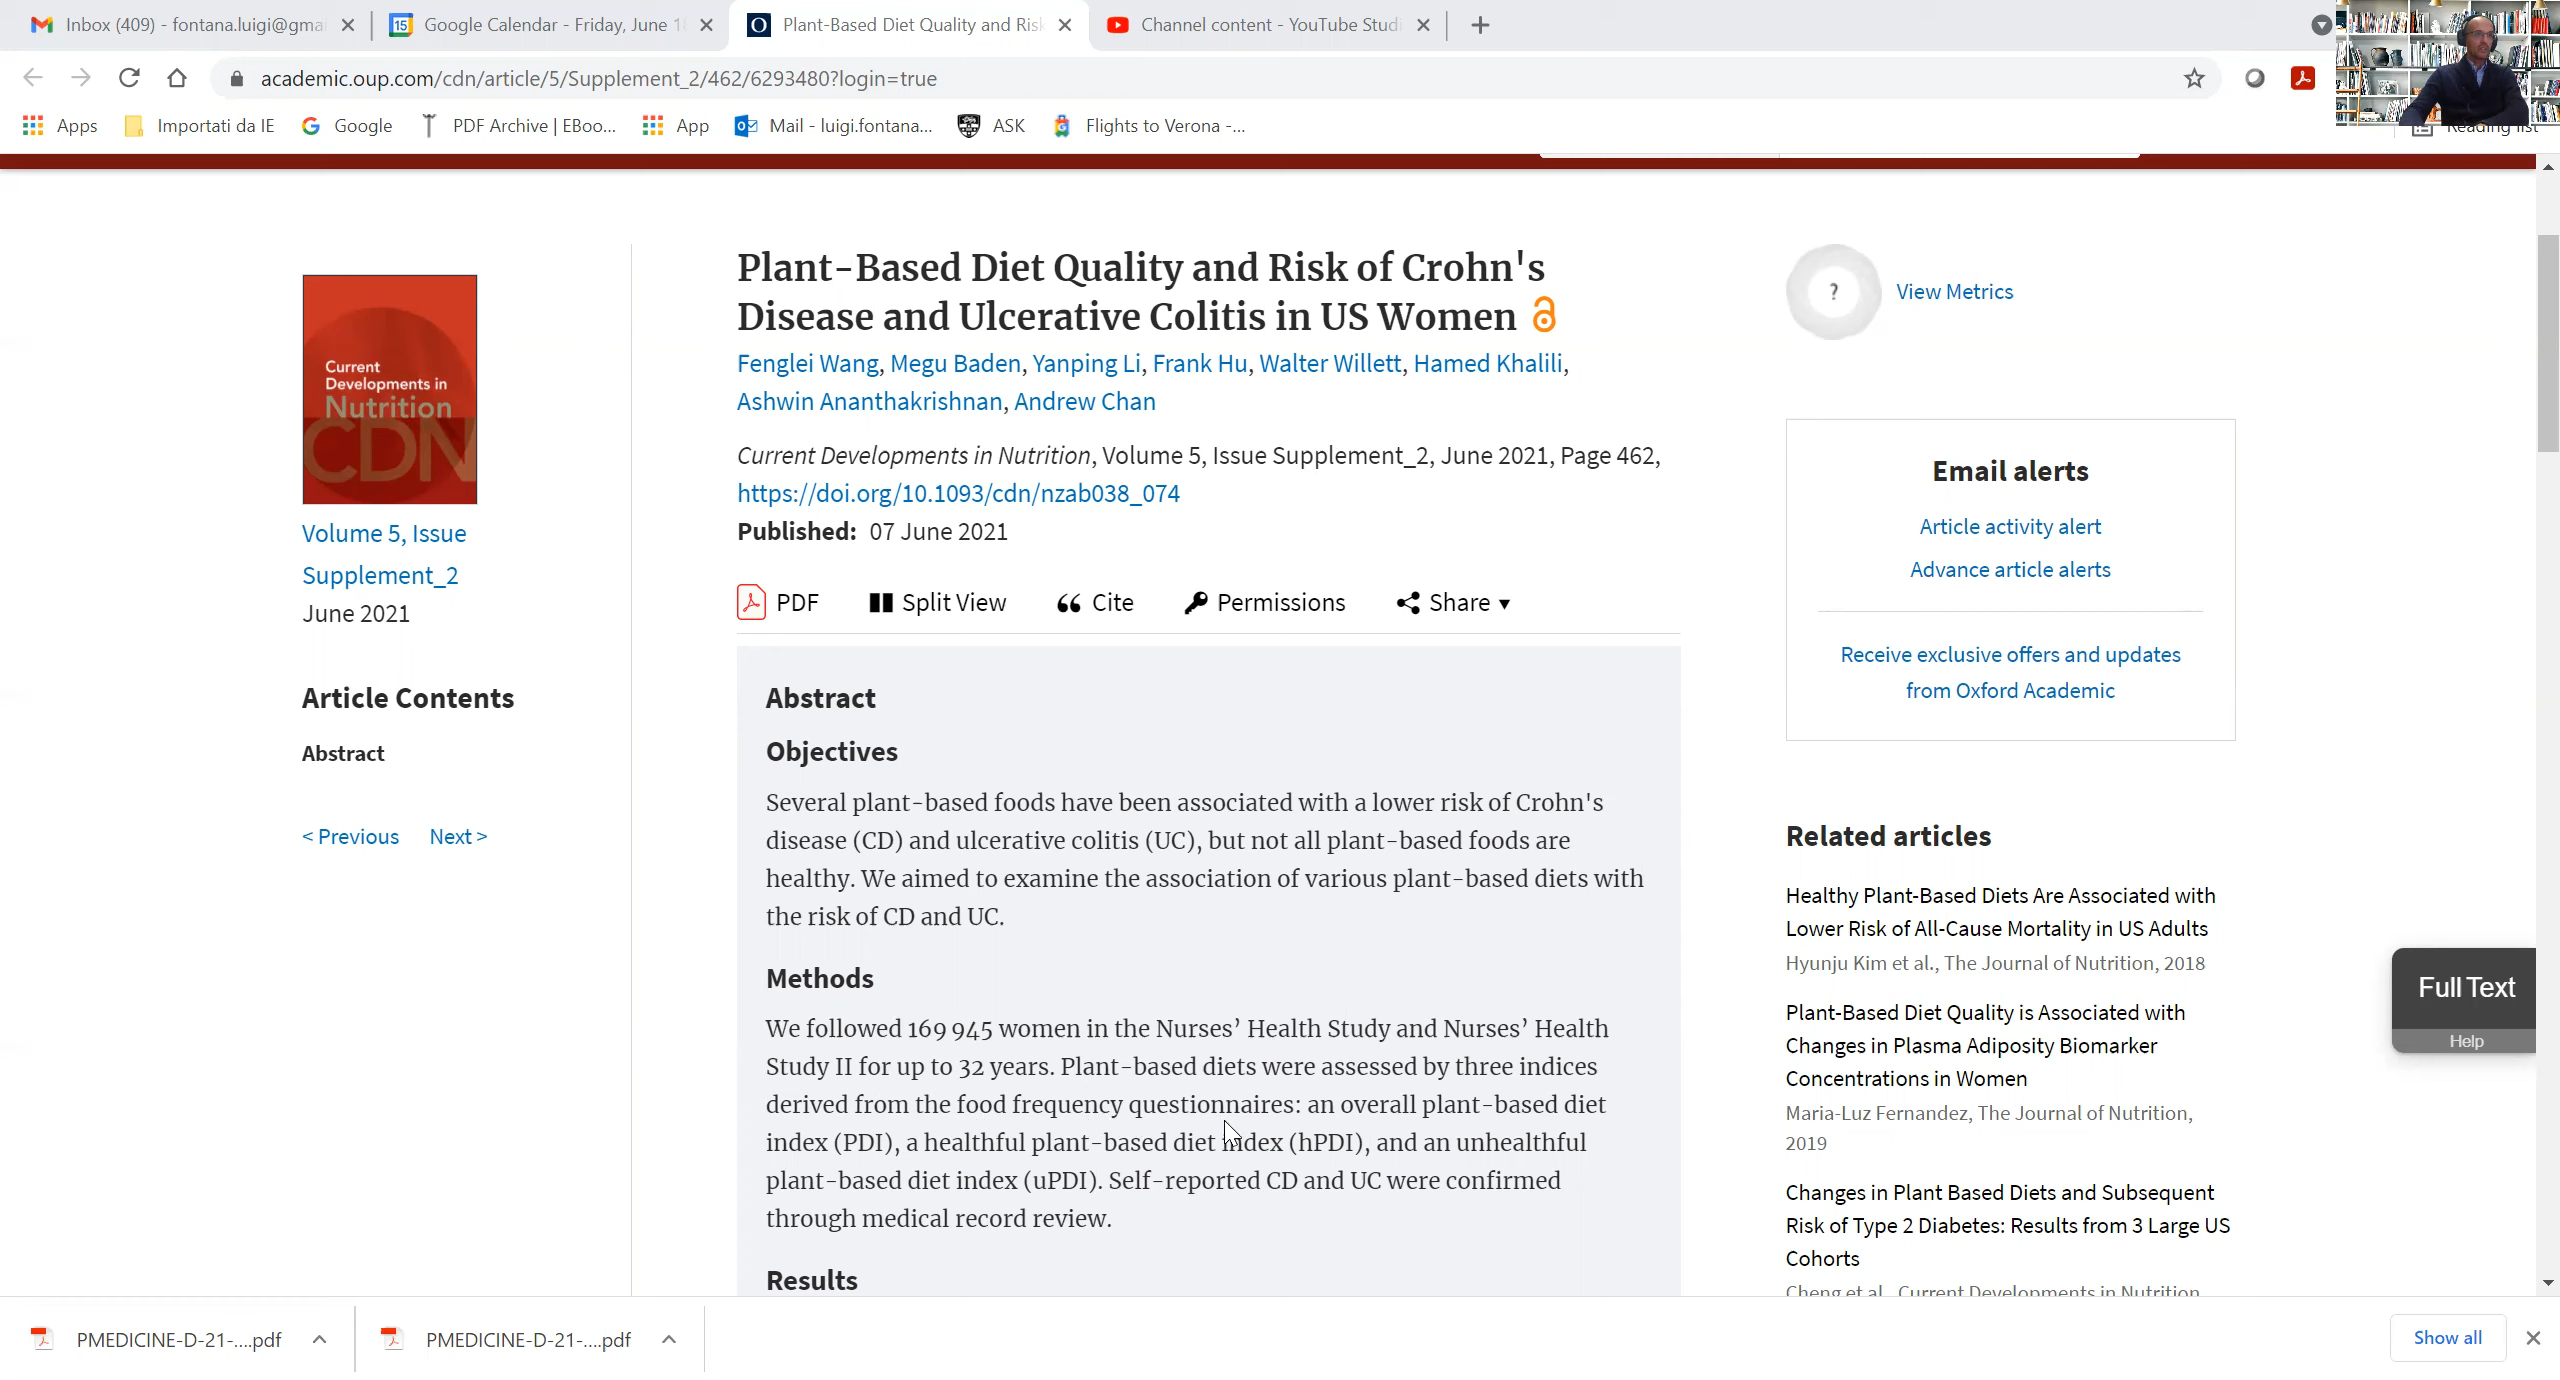 Inbox (409) - fontana.luigi@gma
Google Calendar - Friday, June 1
Plant-Based Diet Quality and Risk
Channel content - YouTube Studi
academic.oup.com/cdn/article/5/Supplement_2/462/6293480?login=true
Apps
Importati da IE
Google
PDF Archive | EBoo...
App
Mail - luigi.fontana...
ASK
Flights to Verona -...
Reading list
Current
Developments in
Nutrition
CDN
Volume 5, Issue
Supplement_2
June 2021
Article Contents
Abstract
< Previous Next >
Plant-Based Diet Quality and Risk of Crohn's
Disease and Ulcerative Colitis in US Women
Fenglei Wang, Megu Baden, Yanping Li, Frank Hu, Walter Willett, Hamed Khalili,
Ashwin Ananthakrishnan, Andrew Chan
Current Developments in Nutrition, Volume 5, Issue Supplement_2, June 2021, Page 462,
https://doi.org/10.1093/cdn/nzab038_074
Published: 07 June 2021
PDF Split View Cite Permissions Share
Abstract
Objectives
Several plant-based foods have been associated with a lower risk of Crohn's
disease (CD) and ulcerative colitis (UC), but not all plant-based foods are
healthy. We aimed to examine the association of various plant-based diets with
the risk of CD and UC.
Methods
We followed 169 945 women in the Nurses’ Health Study and Nurses’ Health
Study II for up to 32 years. Plant-based diets were assessed by three indices
derived from the food frequency questionnaires: an overall plant-based diet
index (PDI), a healthful plant-based diet index (hPDI), and an unhealthful
plant-based diet index (uPDI). Self-reported CD and UC were confirmed
through medical record review.
Results
? View Metrics
Email alerts
Article activity alert
Advance article alerts
Receive exclusive offers and updates
from Oxford Academic
Related articles
Healthy Plant-Based Diets Are Associated with
Lower Risk of All-Cause Mortality in US Adults
Hyunju Kim et al., The Journal of Nutrition, 2018
Plant-Based Diet Quality is Associated with
Changes in Plasma Adiposity Biomarker
Concentrations in Women
Maria-Luz Fernandez, The Journal of Nutrition,
2019
Changes in Plant Based Diets and Subsequent
Risk of Type 2 Diabetes: Results from 3 Large US
Cohorts
Cheng et al., Current Developments in Nutrition
Full Text
Help
PMEDICINE-D-21-....pdf
PMEDICINE-D-21-....pdf
Show all